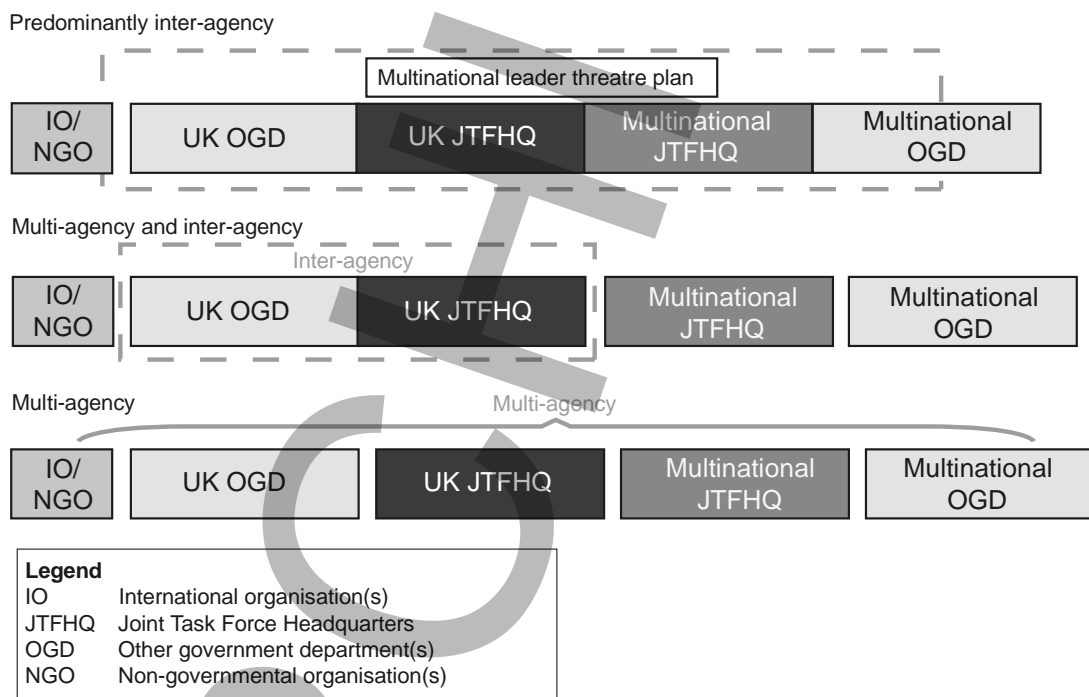 Predominantly inter-agency
Multinational leader threatre plan
IO/
NGO
UK OGD
UK JTFHQ
Multinational
JTFHQ
Multinational
OGD
Multi-agency and inter-agency
Inter-agency
IO/
NGO
UK OGD
UK JTFHQ
Multinational
JTFHQ
Multinational
OGD
Multi-agency
Multi-agency
IO/
NGO
UK OGD
UK JTFHQ
Multinational
JTFHQ
Multinational
OGD
Legend
IO International organisation(s)
JTFHQ Joint Task Force Headquarters
OGD Other government department(s)
NGO Non-governmental organisation(s)